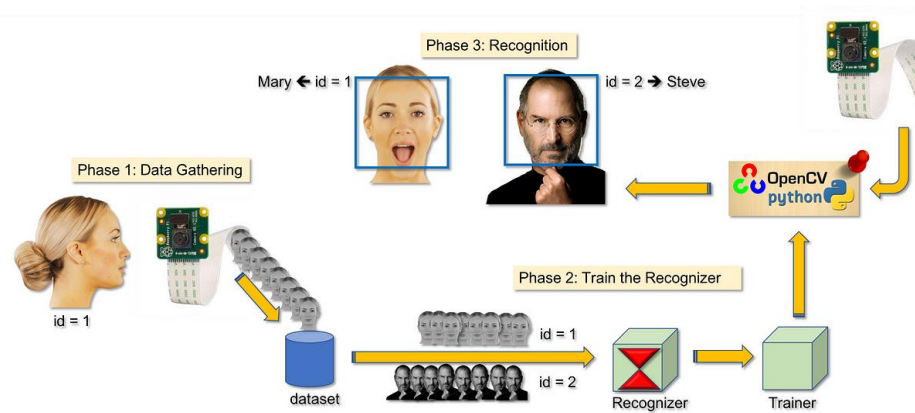 Phase 3: Recognition
Mary 🡸 id = 1
id = 2 🡺 Steve
Phase 1: Data Gathering
OpenCV
python
Phase 2: Train the Recognizer
id = 1
id = 1
id = 2
dataset
Recognizer
Trainer